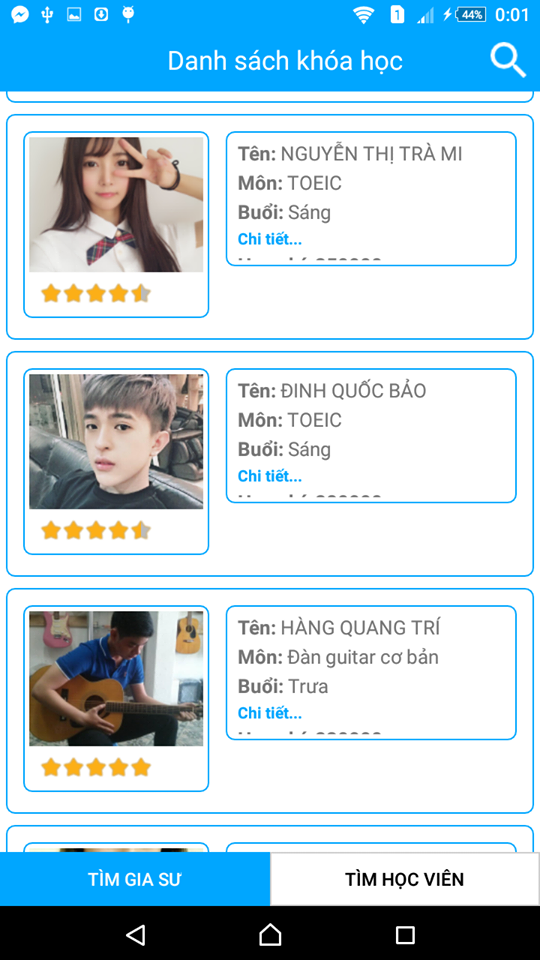 1
44%
0:01
Danh sách khóa học
Tên: NGUYỄN THỊ TRÀ MI
Môn: TOEIC
Buổi: Sáng
Chi tiết...
Tên: ĐINH QUỐC BẢO
Môn: TOEIC
Buổi: Sáng
Chi tiết...
Tên: HÀNG QUANG TRÍ
Môn: Đàn guitar cơ bản
Buổi: Trưa
Chi tiết...
TÌM GIA SƯ
TÌM HỌC VIÊN